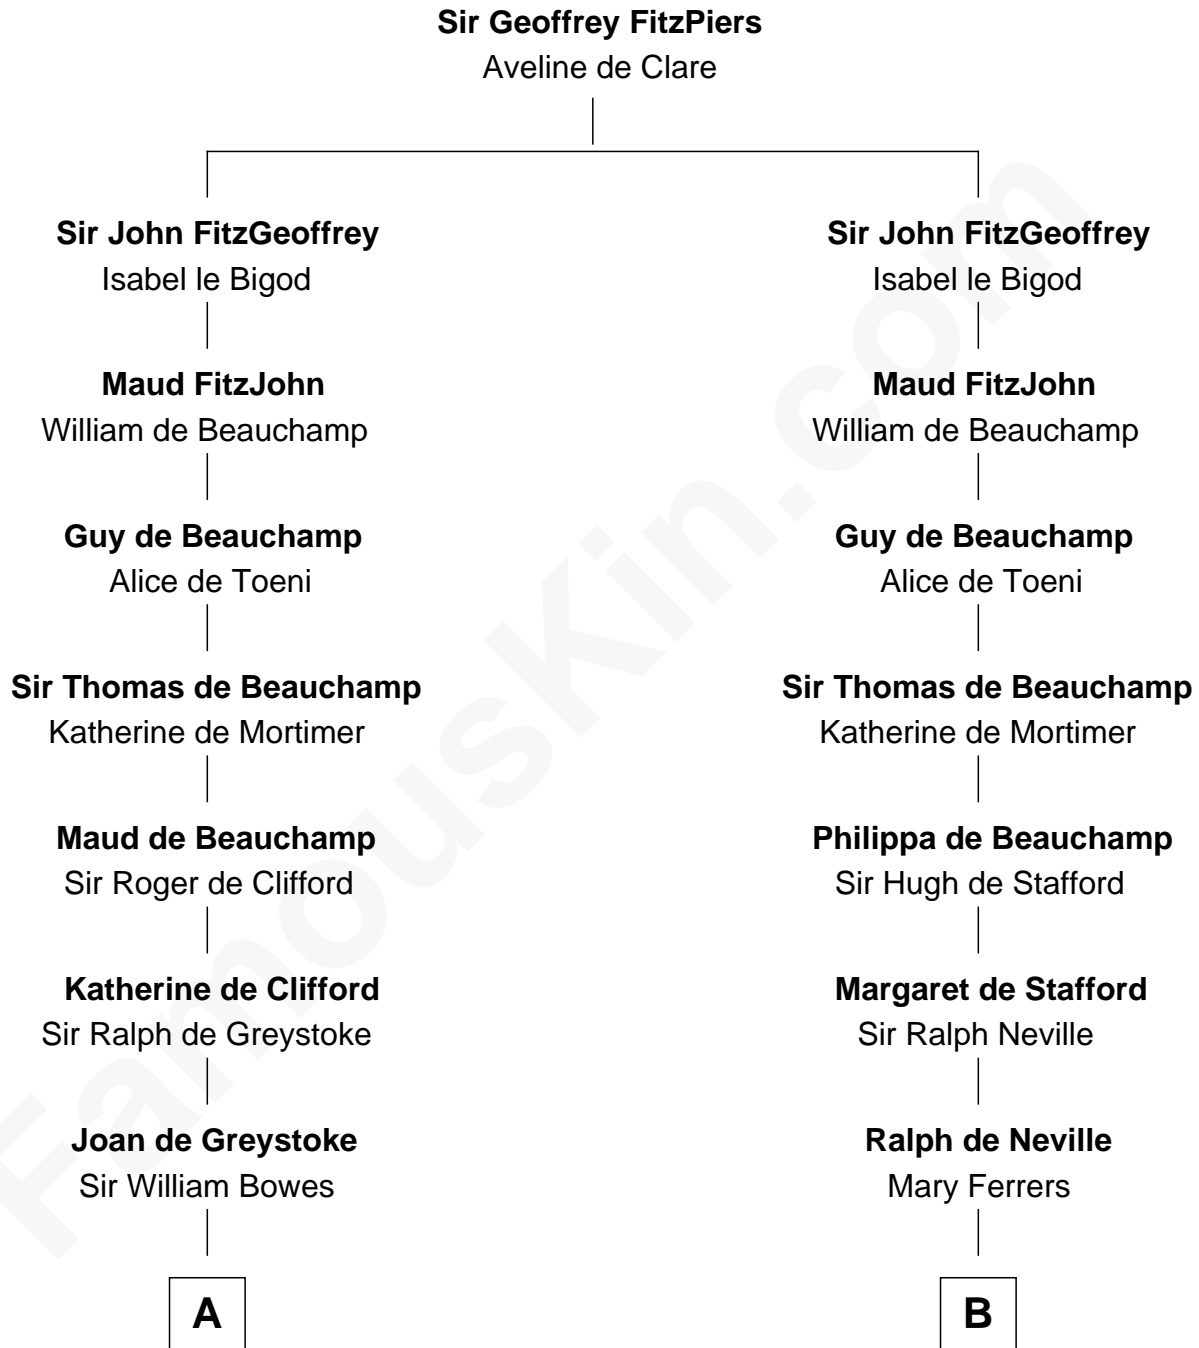 Sir Geoffrey FitzPiers
Aveline de Clare
Sir John FitzGeoffrey
Isabel le Bigod
Maud FitzJohn
William de Beauchamp
Guy de Beauchamp
Alice de Toeni
Sir Thomas de Beauchamp
Katherine de Mortimer
Maud de Beauchamp
Sir Roger de Clifford
Katherine de Clifford
Sir Ralph de Greystoke
Joan de Greystoke
Sir William Bowes
A
Sir John FitzGeoffrey
Isabel le Bigod
Maud FitzJohn
William de Beauchamp
Guy de Beauchamp
Alice de Toeni
Sir Thomas de Beauchamp
Katherine de Mortimer
Philippa de Beauchamp
Sir Hugh de Stafford
Margaret de Stafford
Sir Ralph Neville
Ralph de Neville
Mary Ferrers
B
FamousKin.com